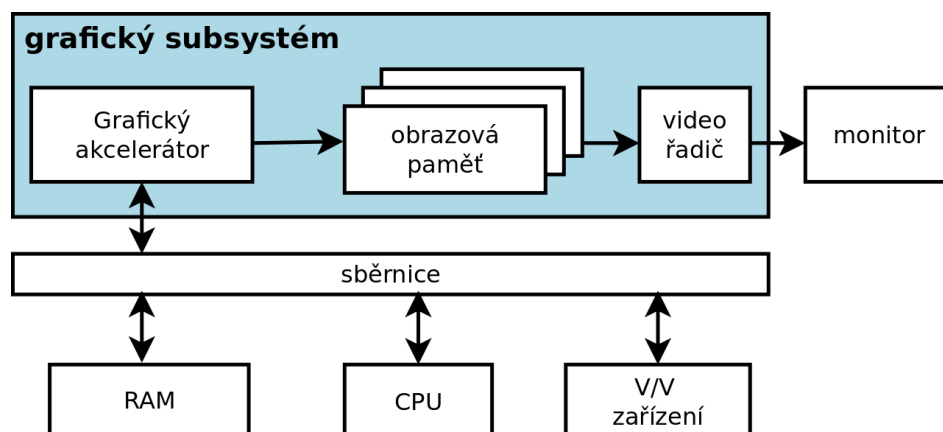 grafický subsystém
Grafický
akcelerátor
obrazová
paměť
video
řadič
monitor
sběrnice
RAM
CPU
V/V
zařízení